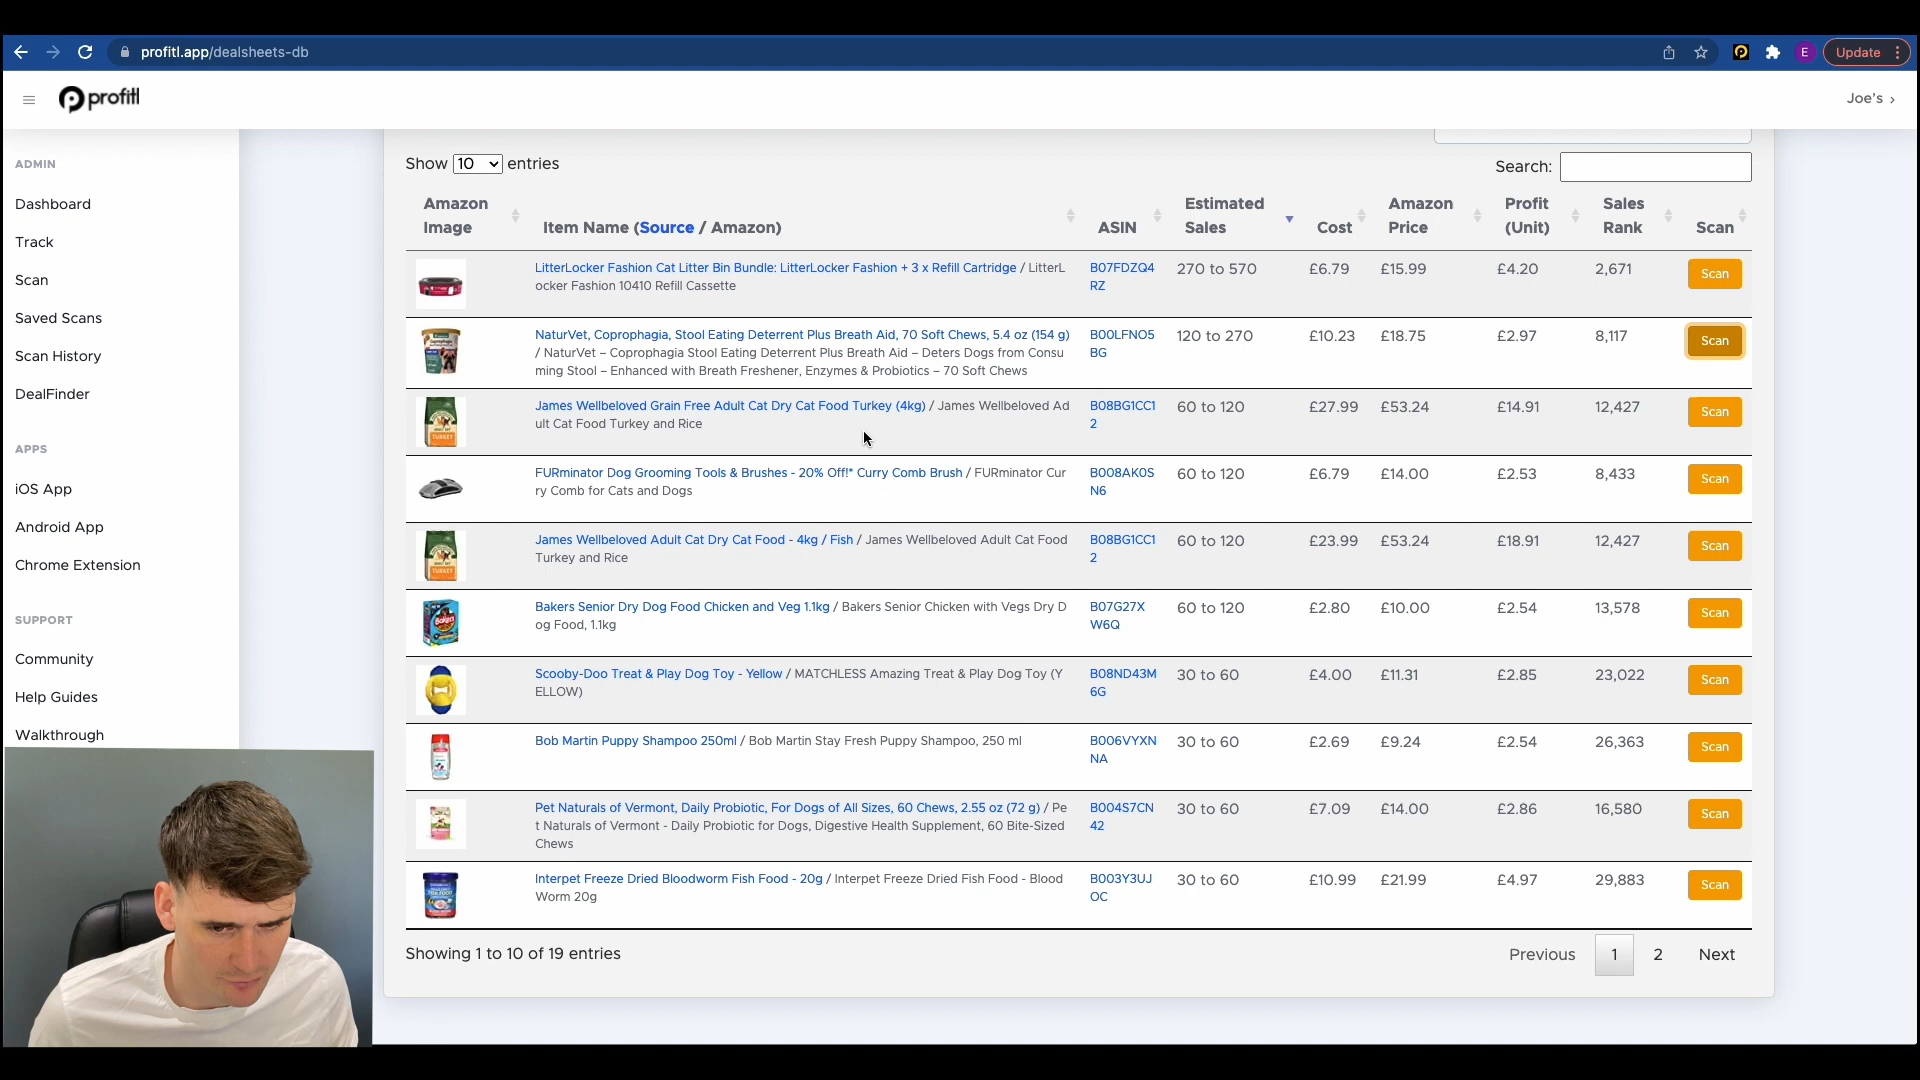 profitl.app/dealsheets-db
E
Update
profitl
Joe's
ADMIN
Dashboard
Track
Scan
Saved Scans
Scan History
DealFinder
APPS
iOS App
Android App
Chrome Extension
SUPPORT
Community
Help Guides
Walkthrough
Show 10 entries
Search:
Amazon Image
Item Name (Source / Amazon)
ASIN
Estimated Sales
Cost
Amazon Price
Profit (Unit)
Sales Rank
Scan
LitterLocker Fashion Cat Litter Bin Bundle: LitterLocker Fashion + 3 x Refill Cartridge / LitterL
ocker Fashion 10410 Refill Cassette
B07FDZQ4
RZ
270 to 570
£6.79
£15.99
£4.20
2,671
Scan
NaturVet, Coprophagia, Stool Eating Deterrent Plus Breath Aid, 70 Soft Chews, 5.4 oz (154 g)
/ NaturVet – Coprophagia Stool Eating Deterrent Plus Breath Aid – Deters Dogs from Consu
ming Stool – Enhanced with Breath Freshener, Enzymes & Probiotics – 70 Soft Chews
B00LFNO5
BG
120 to 270
£10.23
£18.75
£2.97
8,117
Scan
James Wellbeloved Grain Free Adult Cat Dry Cat Food Turkey (4kg) / James Wellbeloved Ad
ult Cat Food Turkey and Rice
B08BG1CC1
2
60 to 120
£27.99
£53.24
£14.91
12,427
Scan
FURminator Dog Grooming Tools & Brushes - 20% Off!* Curry Comb Brush / FURminator Cur
ry Comb for Cats and Dogs
B008AK0S
N6
60 to 120
£6.79
£14.00
£2.53
8,433
Scan
James Wellbeloved Adult Cat Dry Cat Food - 4kg / Fish / James Wellbeloved Adult Cat Food
Turkey and Rice
B08BG1CC1
2
60 to 120
£23.99
£53.24
£18.91
12,427
Scan
Bakers Senior Dry Dog Food Chicken and Veg 1.1kg / Bakers Senior Chicken with Vegs Dry D
og Food, 1.1kg
B07G27X
W6Q
60 to 120
£2.80
£10.00
£2.54
13,578
Scan
Scooby-Doo Treat & Play Dog Toy - Yellow / MATCHLESS Amazing Treat & Play Dog Toy (Y
ELLOW)
B08ND43M
6G
30 to 60
£4.00
£11.31
£2.85
23,022
Scan
Bob Martin Puppy Shampoo 250ml / Bob Martin Stay Fresh Puppy Shampoo, 250 ml
B006VYXN
NA
30 to 60
£2.69
£9.24
£2.54
26,363
Scan
Pet Naturals of Vermont, Daily Probiotic, For Dogs of All Sizes, 60 Chews, 2.55 oz (72 g) / Pe
t Naturals of Vermont - Daily Probiotic for Dogs, Digestive Health Supplement, 60 Bite-Sized
Chews
B004S7CN
42
30 to 60
£7.09
£14.00
£2.86
16,580
Scan
Interpet Freeze Dried Bloodworm Fish Food - 20g / Interpet Freeze Dried Fish Food - Blood
Worm 20g
B003Y3UJ
OC
30 to 60
£10.99
£21.99
£4.97
29,883
Scan
Showing 1 to 10 of 19 entries
Previous
1
2
Next